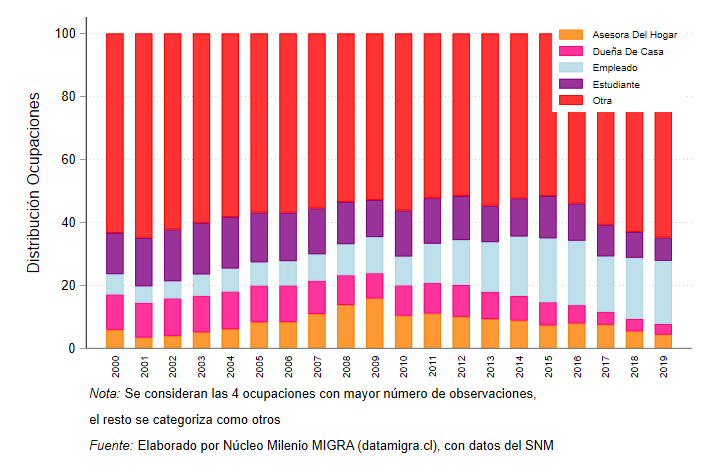 100
80
60
40
20
0
Distribución Ocupaciones
Asesora Del Hogar
Dueña De Casa
Empleado
Estudiante
Otra
2000 2001 2002 2003 2004 2005 2006 2007 2008 2009 2010 2011 2012 2013 2014 2015 2016 2017 2018 2019
Nota: Se consideran las 4 ocupaciones con mayor número de observaciones,
el resto se categoriza como otros
Fuente: Elaborado por Núcleo Milenio MIGRA (datamigra.cl), con datos del SNM